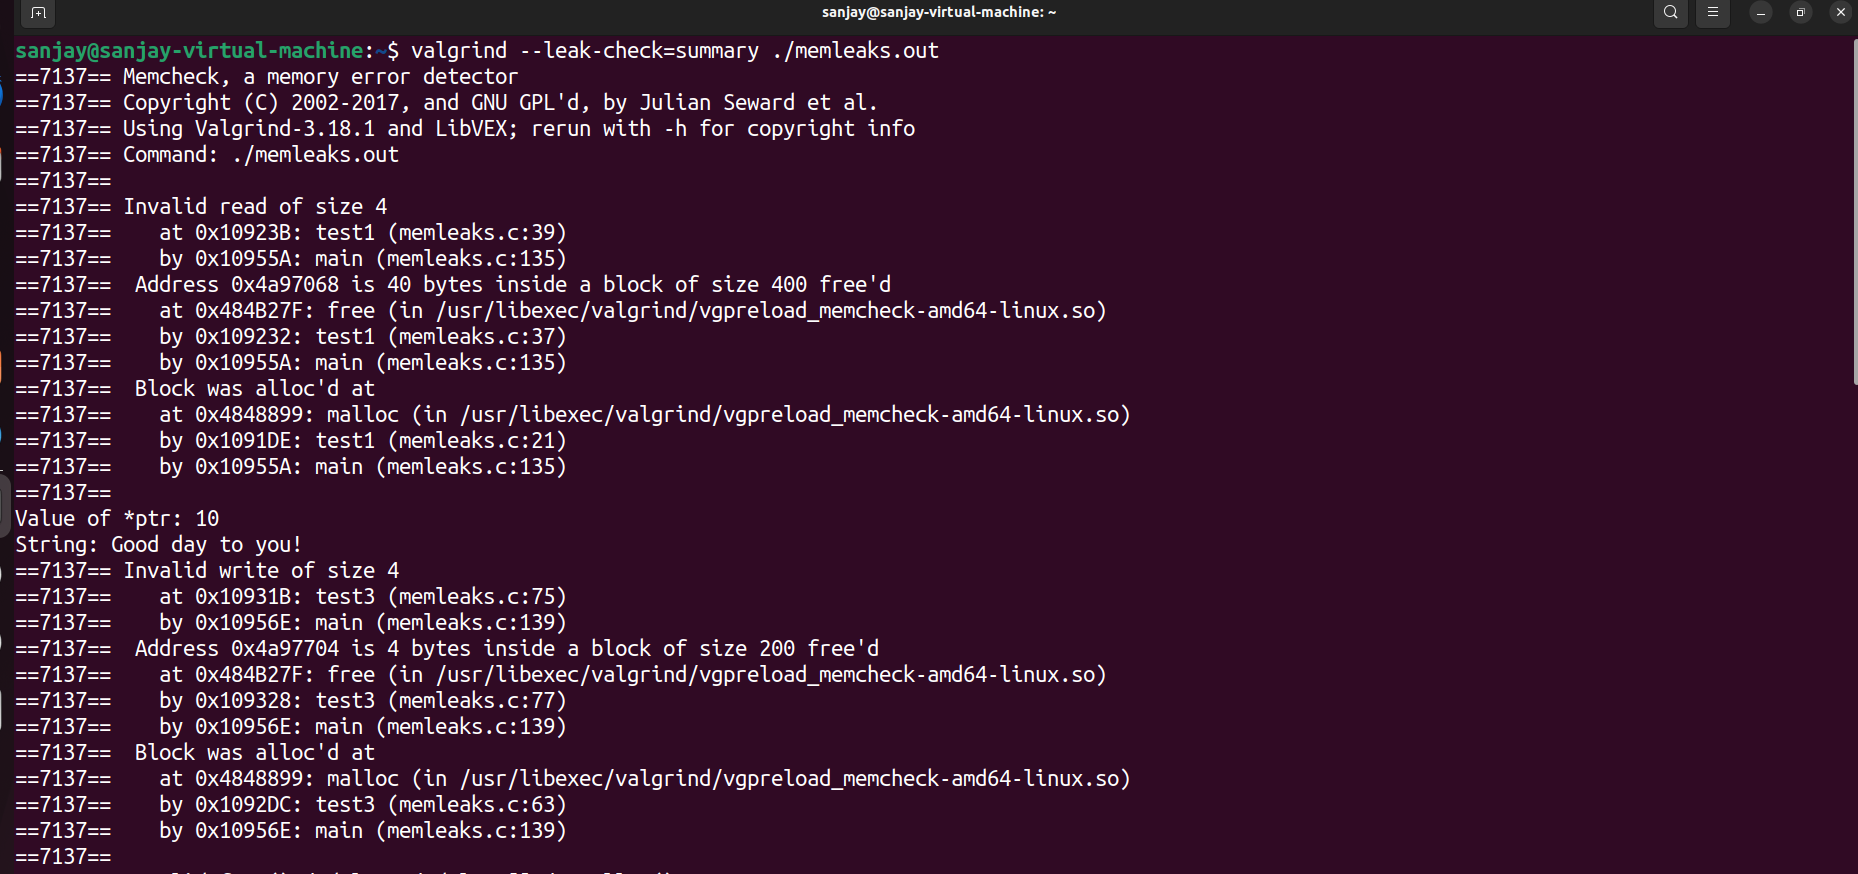 sanjay@sanjay-virtual-machine: ~
sanjay@sanjay-virtual-machine:~$ valgrind --leak-check=summary ./memleaks.out
==7137== Memcheck, a memory error detector
==7137== Copyright (C) 2002-2017, and GNU GPL'd, by Julian Seward et al.
==7137== Using Valgrind-3.18.1 and LibVEX; rerun with -h for copyright info
==7137== Command: ./memleaks.out
==7137==
==7137== Invalid read of size 4
==7137==    at 0x10923B: test1 (memleaks.c:39)
==7137==    by 0x10955A: main (memleaks.c:135)
==7137==  Address 0x4a97068 is 40 bytes inside a block of size 400 free'd
==7137==    at 0x484B27F: free (in /usr/libexec/valgrind/vgpreload_memcheck-amd64-linux.so)
==7137==    by 0x109232: test1 (memleaks.c:37)
==7137==    by 0x10955A: main (memleaks.c:135)
==7137==  Block was alloc'd at
==7137==    at 0x4848899: malloc (in /usr/libexec/valgrind/vgpreload_memcheck-amd64-linux.so)
==7137==    by 0x1091DE: test1 (memleaks.c:21)
==7137==    by 0x10955A: main (memleaks.c:135)
==7137==
Value of *ptr: 10
String: Good day to you!
==7137== Invalid write of size 4
==7137==    at 0x10931B: test3 (memleaks.c:75)
==7137==    by 0x10956E: main (memleaks.c:139)
==7137==  Address 0x4a97704 is 4 bytes inside a block of size 200 free'd
==7137==    at 0x484B27F: free (in /usr/libexec/valgrind/vgpreload_memcheck-amd64-linux.so)
==7137==    by 0x109328: test3 (memleaks.c:77)
==7137==    by 0x10956E: main (memleaks.c:139)
==7137==  Block was alloc'd at
==7137==    at 0x4848899: malloc (in /usr/libexec/valgrind/vgpreload_memcheck-amd64-linux.so)
==7137==    by 0x1092DC: test3 (memleaks.c:63)
==7137==    by 0x10956E: main (memleaks.c:139)
==7137==